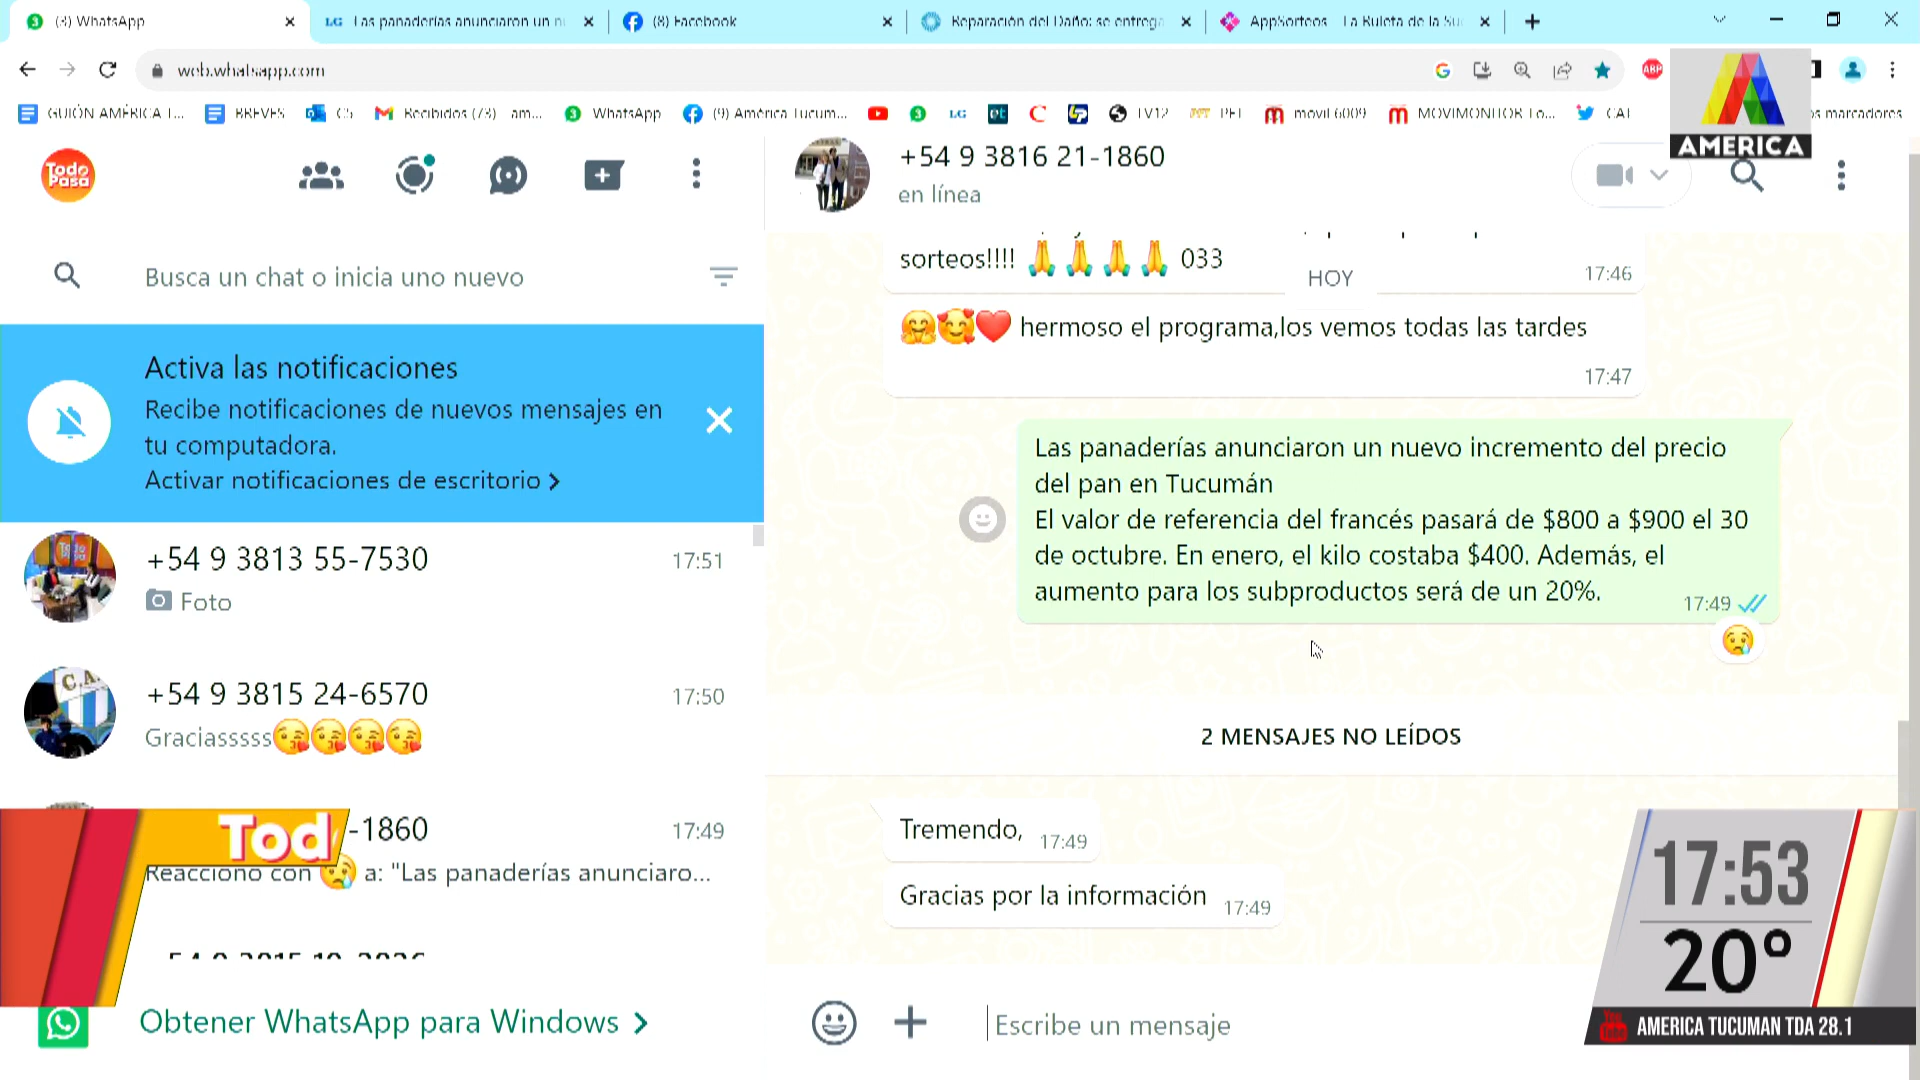 (3) WhatsApp
LG Las panaderías anunciaron un n
(8) Facebook
Reparación del Daño: se entrega
AppSorteos La Ruleta de la Su
web.whatsapp.com
ABP
GUIÓN AMÉRICA T...
BREVES
C5
Recibidos (73) am...
WhatsApp
(9) América Tucum...
LG
TV12
movil 6009
MOVIMONITOR Lo...
s marcadores
AMERICA
Todo Pasa
+54 9 3816 21-1860
en línea
Busca un chat o inicia uno nuevo
sorteos!!!! 🙏🙏🙏🙏 033
17:46
HOY
🤗🥰❤️ hermoso el programa,los vemos todas las tardes
17:47
Activa las notificaciones
Recibe notificaciones de nuevos mensajes en
tu computadora.
Activar notificaciones de escritorio
Las panaderías anunciaron un nuevo incremento del precio
del pan en Tucumán
El valor de referencia del francés pasará de $800 a $900 el 30
de octubre. En enero, el kilo costaba $400. Además, el
aumento para los subproductos será de un 20%.
17:49
😢
+54 9 3813 55-7530
17:51
Foto
+54 9 3815 24-6570
17:50
Graciasssss😘😘😘😘
2 MENSAJES NO LEÍDOS
Tod
-1860
17:49
Reaccionó con 😢 a: "Las panaderías anunciaro...
Tremendo,
17:49
Gracias por la información
17:49
Obtener WhatsApp para Windows
Escribe un mensaje
17:53
20°
You
AMERICA TUCUMAN TDA 28.1